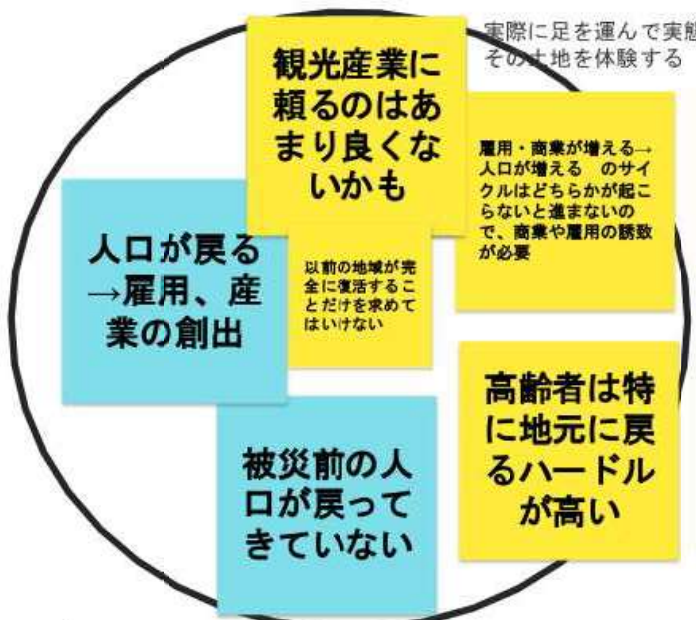 実際に足を運んで実態
その土地を体験する
観光産業に
頼るのはあ
まり良くな
いかも
雇用・商業が増える→
人口が増える　のサイ
クルはどちらかが起こ
らないと進まないの
で、商業や雇用の誘致
が必要
人口が戻る
→雇用、産
業の創出
以前の地域が完
全に復活するこ
とだけを求めて
はいけない
高齢者は特
に地元に戻
るハードル
が高い
被災前の人
口が戻って
きていない